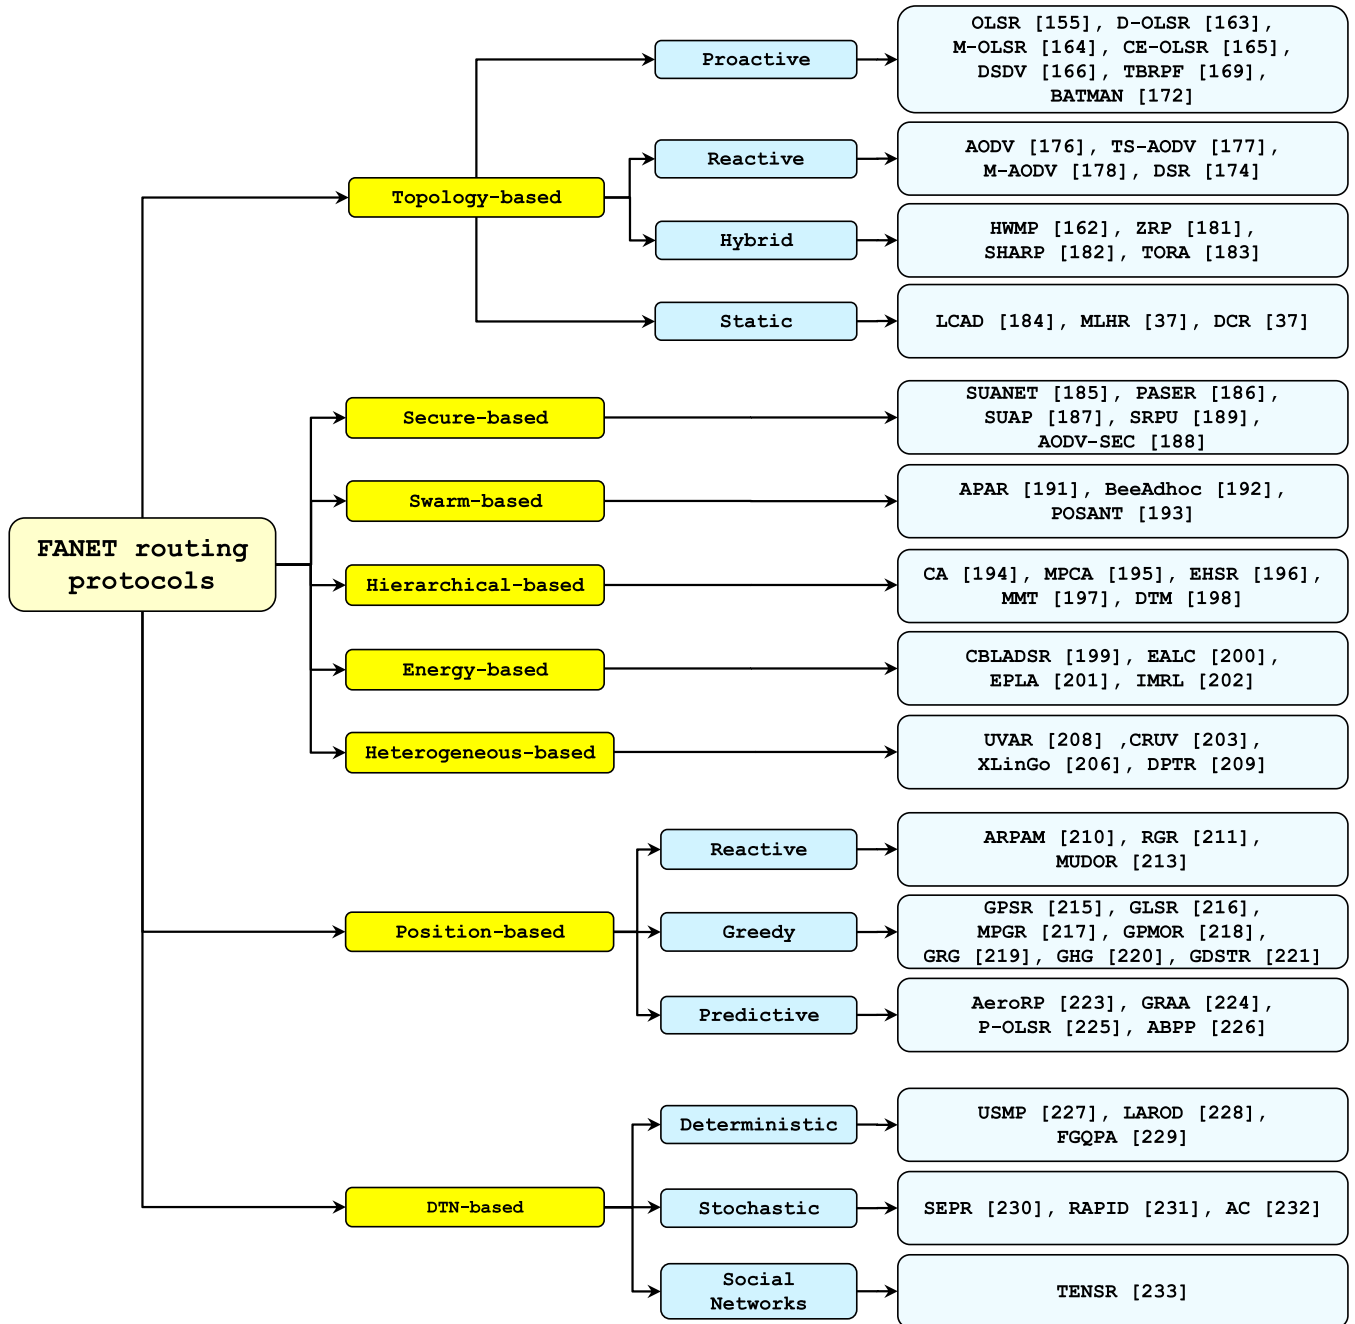 FANET routing
protocols
Topology-based
Proactive
OLSR [155], D-OLSR [163],
M-OLSR [164], CE-OLSR [165],
DSDV [166], TBRPF [169],
BATMAN [172]
Reactive
AODV [176], TS-AODV [177],
M-AODV [178], DSR [174]
Hybrid
HWMP [162], ZRP [181],
SHARP [182], TORA [183]
Static
LCAD [184], MLHR [37], DCR [37]
Secure-based
SUANET [185], PASER [186],
SUAP [187], SRPU [189],
AODV-SEC [188]
Swarm-based
APAR [191], BeeAdhoc [192],
POSANT [193]
Hierarchical-based
CA [194], MPCA [195], EHSR [196],
MMT [197], DTM [198]
Energy-based
CBLADSR [199], EALC [200],
EPLA [201], IMRL [202]
Heterogeneous-based
UVAR [208] ,CRUV [203],
XLinGo [206], DPTR [209]
Position-based
Reactive
ARPAM [210], RGR [211],
MUDOR [213]
Greedy
GPSR [215], GLSR [216],
MPGR [217], GPMOR [218],
GRG [219], GHG [220], GDSTR [221]
Predictive
AeroRP [223], GRAA [224],
P-OLSR [225], ABPP [226]
DTN-based
Deterministic
USMP [227], LAROD [228],
FGQPA [229]
Stochastic
SEPR [230], RAPID [231], AC [232]
Social
Networks
TENSR [233]